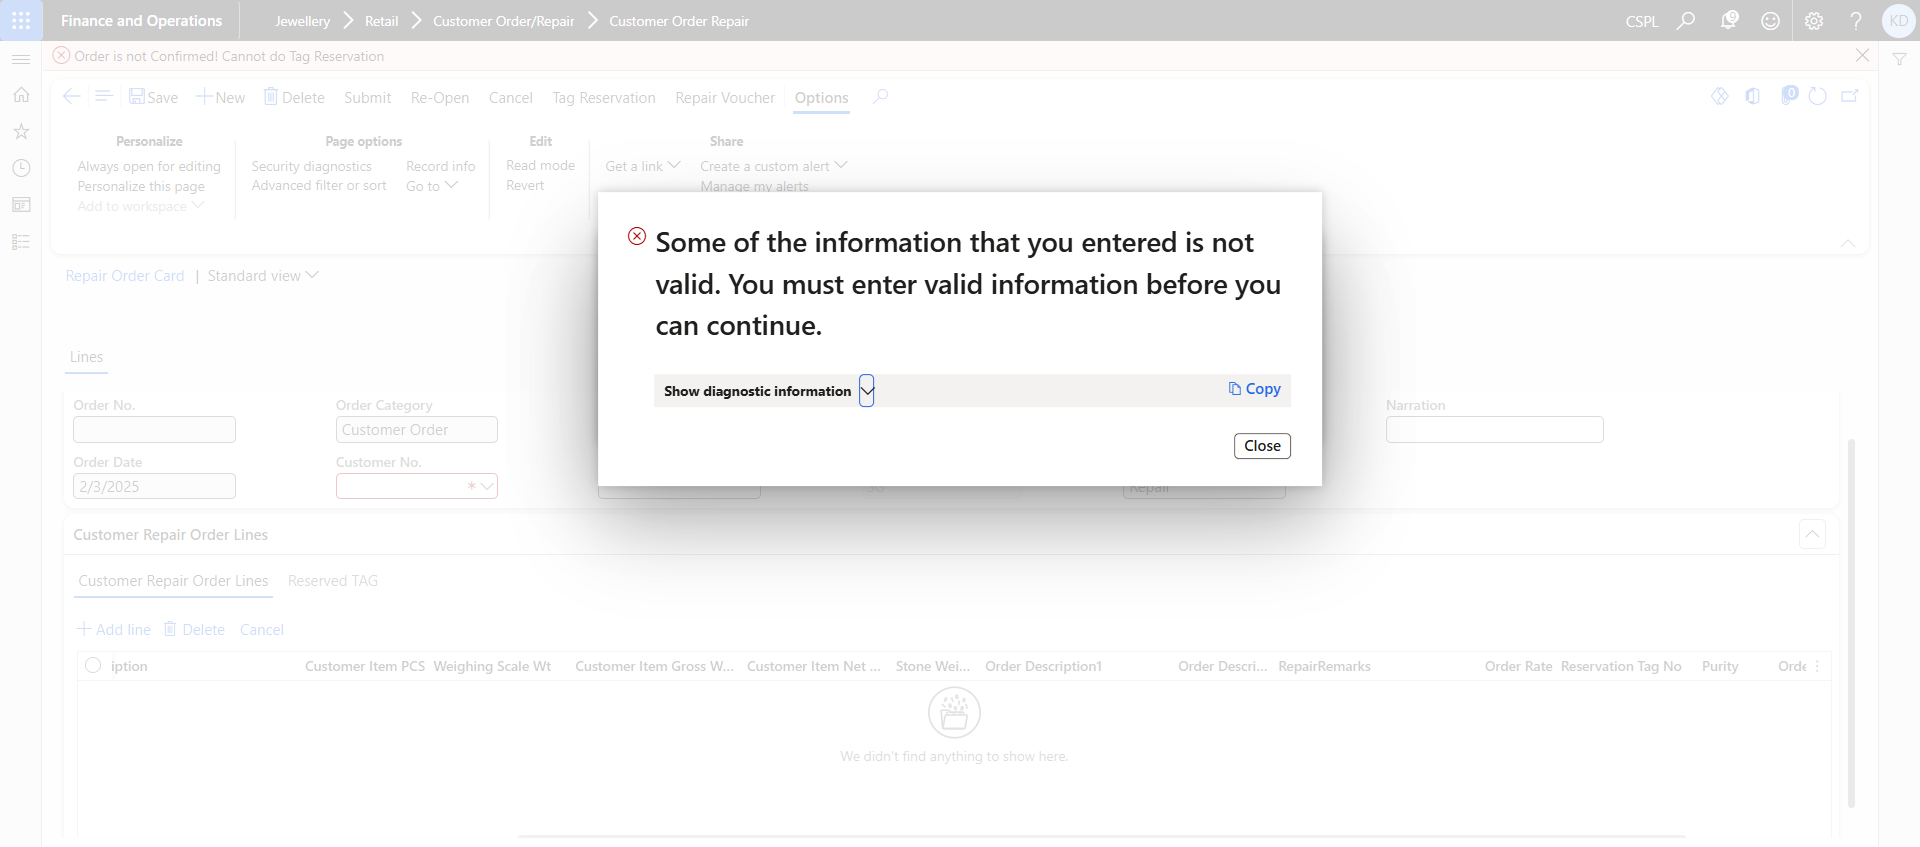 Finance and Operations
Jewellery
Retail
Customer Order/Repair
Customer Order Repair
CSPL
9
?
KD
Order is not Confirmed! Cannot do Tag Reservation
Save
New
Delete
Submit
Re-Open
Cancel
Tag Reservation
Repair Voucher
Options
0
Personalize
Always open for editing
Personalize this page
Add to workspace
Page options
Security diagnostics
Advanced filter or sort
Record info
Go to
Edit
Read mode
Revert
Share
Get a link
Create a custom alert
Manage my alerts
Some of the information that you entered is not
valid. You must enter valid information before you
can continue.
Show diagnostic information
Copy
Close
Repair Order Card | Standard view
Lines
Order No.
Order Category
Customer Order
Narration
Order Date
2/3/2025
Customer No.
*
Repair
Customer Repair Order Lines
Customer Repair Order Lines
Reserved TAG
Add line
Delete
Cancel
iption
Customer Item PCS
Weighing Scale Wt
Customer Item Gross W...
Customer Item Net ...
Stone Wei...
Order Description1
Order Descri...
RepairRemarks
Order Rate
Reservation Tag No
Purity
Orde
We didn't find anything to show here.